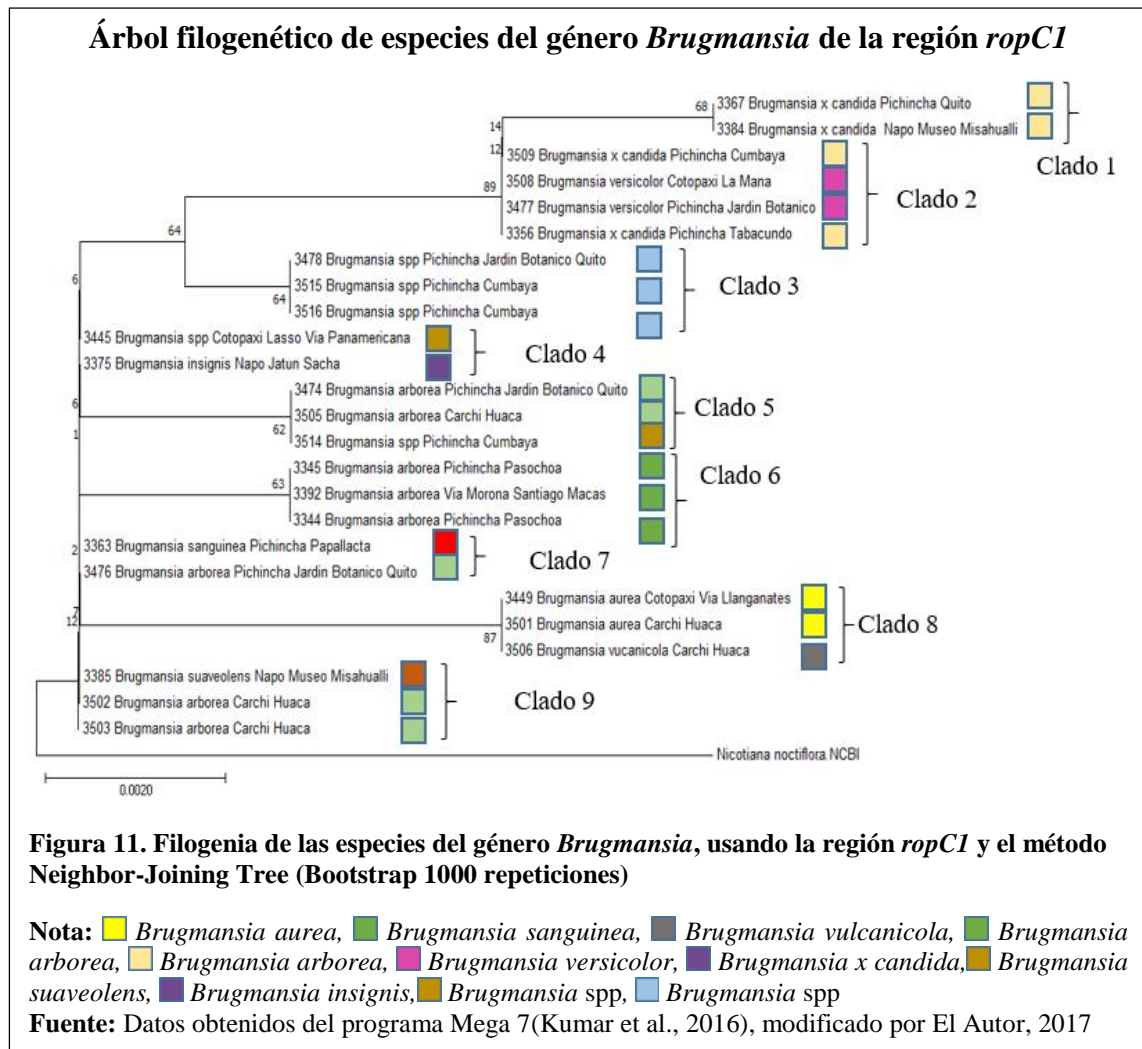 Árbol filogenético de especies del género Brugmansia de la región ropC1
68
3367 Brugmansia x candida Pichincha Quito
3384 Brugmansia x candida Napo Museo Misahualli
Clado 1
14
12
3509 Brugmansia x candida Pichincha Cumbaya
3508 Brugmansia versicolor Cotopaxi La Mana
89
3477 Brugmansia versicolor Pichincha Jardin Botanico
3356 Brugmansia x candida Pichincha Tabacundo
Clado 2
64
3478 Brugmansia spp Pichincha Jardin Botanico Quito
3515 Brugmansia spp Pichincha Cumbaya
64
3516 Brugmansia spp Pichincha Cumbaya
Clado 3
6
3445 Brugmansia spp Cotopaxi Lasso Via Panamericana
3375 Brugmansia insignis Napo Jatun Sacha
Clado 4
6
1
3474 Brugmansia arborea Pichincha Jardin Botanico Quito
3505 Brugmansia arborea Carchi Huaca
62
3514 Brugmansia spp Pichincha Cumbaya
Clado 5
3345 Brugmansia arborea Pichincha Pasochoa
63
3392 Brugmansia arborea Via Morona Santiago Macas
3344 Brugmansia arborea Pichincha Pasochoa
Clado 6
2
3363 Brugmansia sanguinea Pichincha Papallacta
3476 Brugmansia arborea Pichincha Jardin Botanico Quito
Clado 7
7
12
3449 Brugmansia aurea Cotopaxi Via Llanganates
3501 Brugmansia aurea Carchi Huaca
87
3506 Brugmansia vucanicola Carchi Huaca
Clado 8
3385 Brugmansia suaveolens Napo Museo Misahualli
3502 Brugmansia arborea Carchi Huaca
3503 Brugmansia arborea Carchi Huaca
Clado 9
Nicotiana noctiflora NCBI
0.0020
Figura 11. Filogenia de las especies del género Brugmansia, usando la región ropC1 y el método
Neighbor-Joining Tree (Bootstrap 1000 repeticiones)
Nota: Brugmansia aurea, Brugmansia sanguinea, Brugmansia vulcanicola, Brugmansia
arborea, Brugmansia arborea, Brugmansia versicolor, Brugmansia x candida, Brugmansia
suaveolens, Brugmansia insignis, Brugmansia spp, Brugmansia spp
Fuente: Datos obtenidos del programa Mega 7(Kumar et al., 2016), modificado por El Autor, 2017